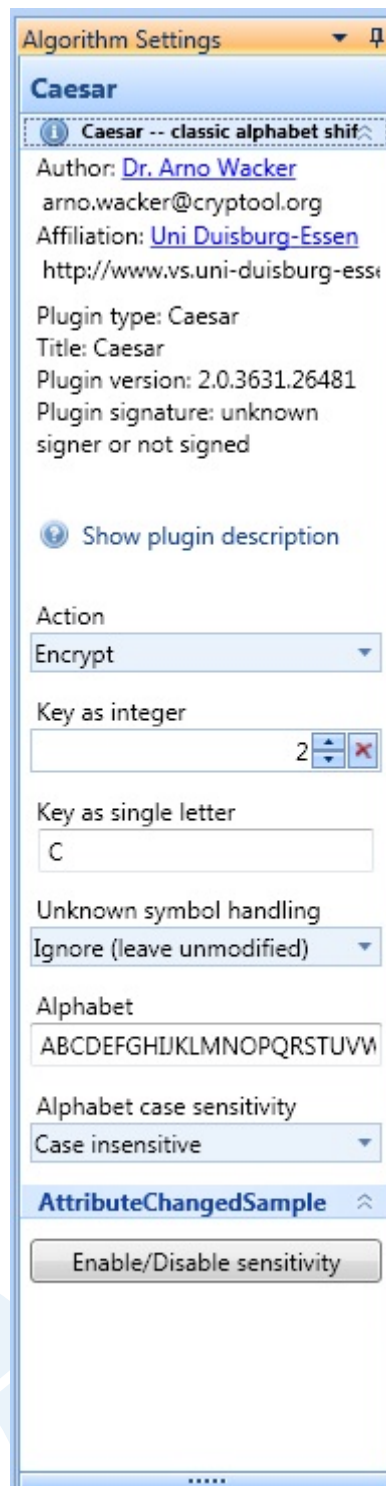 Algorithm Settings
Caesar
Caesar -- classic alphabet shif
Author: Dr. Arno Wacker
arno.wacker@cryptool.org
Affiliation: Uni Duisburg-Essen
http://www.vs.uni-duisburg-esse
Plugin type: Caesar
Title: Caesar
Plugin version: 2.0.3631.26481
Plugin signature: unknown
signer or not signed
Show plugin description
Action
Encrypt
Key as integer
2
Key as single letter
C
Unknown symbol handling
Ignore (leave unmodified)
Alphabet
ABCDEFGHIJKLMNOPQRSTUVW
Alphabet case sensitivity
Case insensitive
AttributeChangedSample
Enable/Disable sensitivity